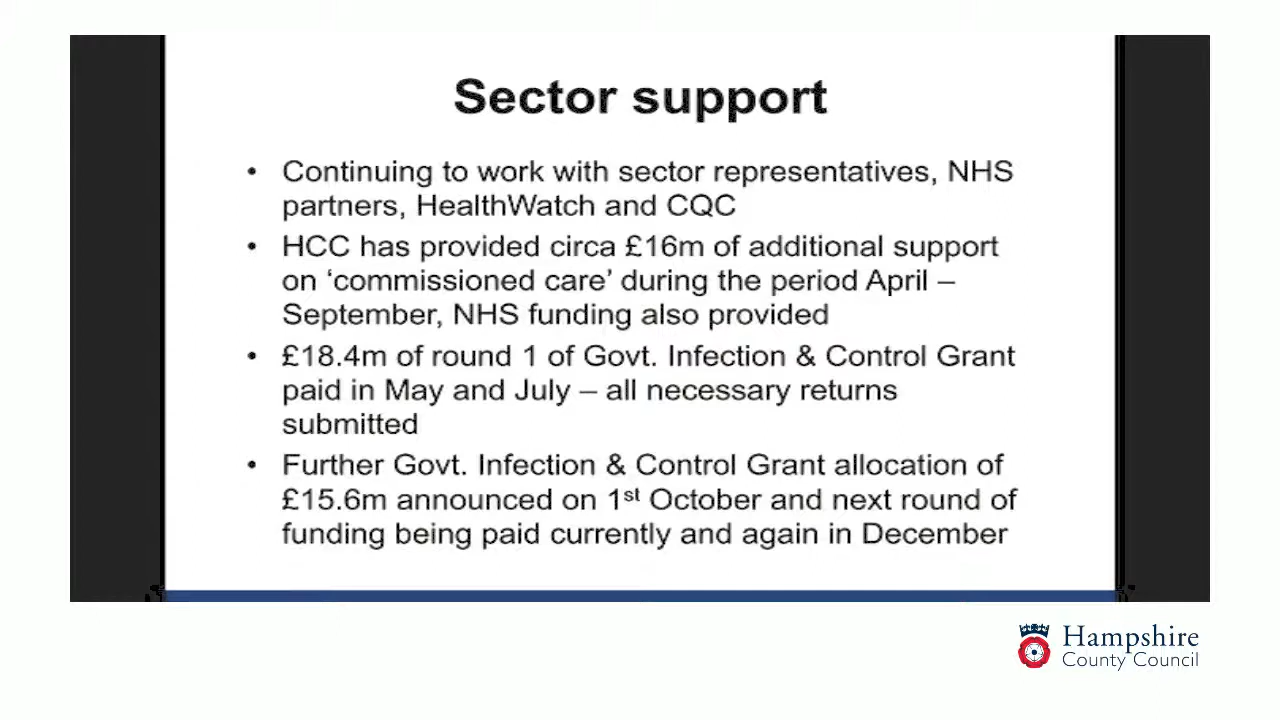 Sector support
• Continuing to work with sector representatives, NHS
partners, HealthWatch and CQC
• HCC has provided circa £16m of additional support
on ‘commissioned care’ during the period April –
September, NHS funding also provided
• £18.4m of round 1 of Govt. Infection & Control Grant
paid in May and July – all necessary returns
submitted
• Further Govt. Infection & Control Grant allocation of
£15.6m announced on 1st October and next round of
funding being paid currently and again in December
Hampshire
County Council